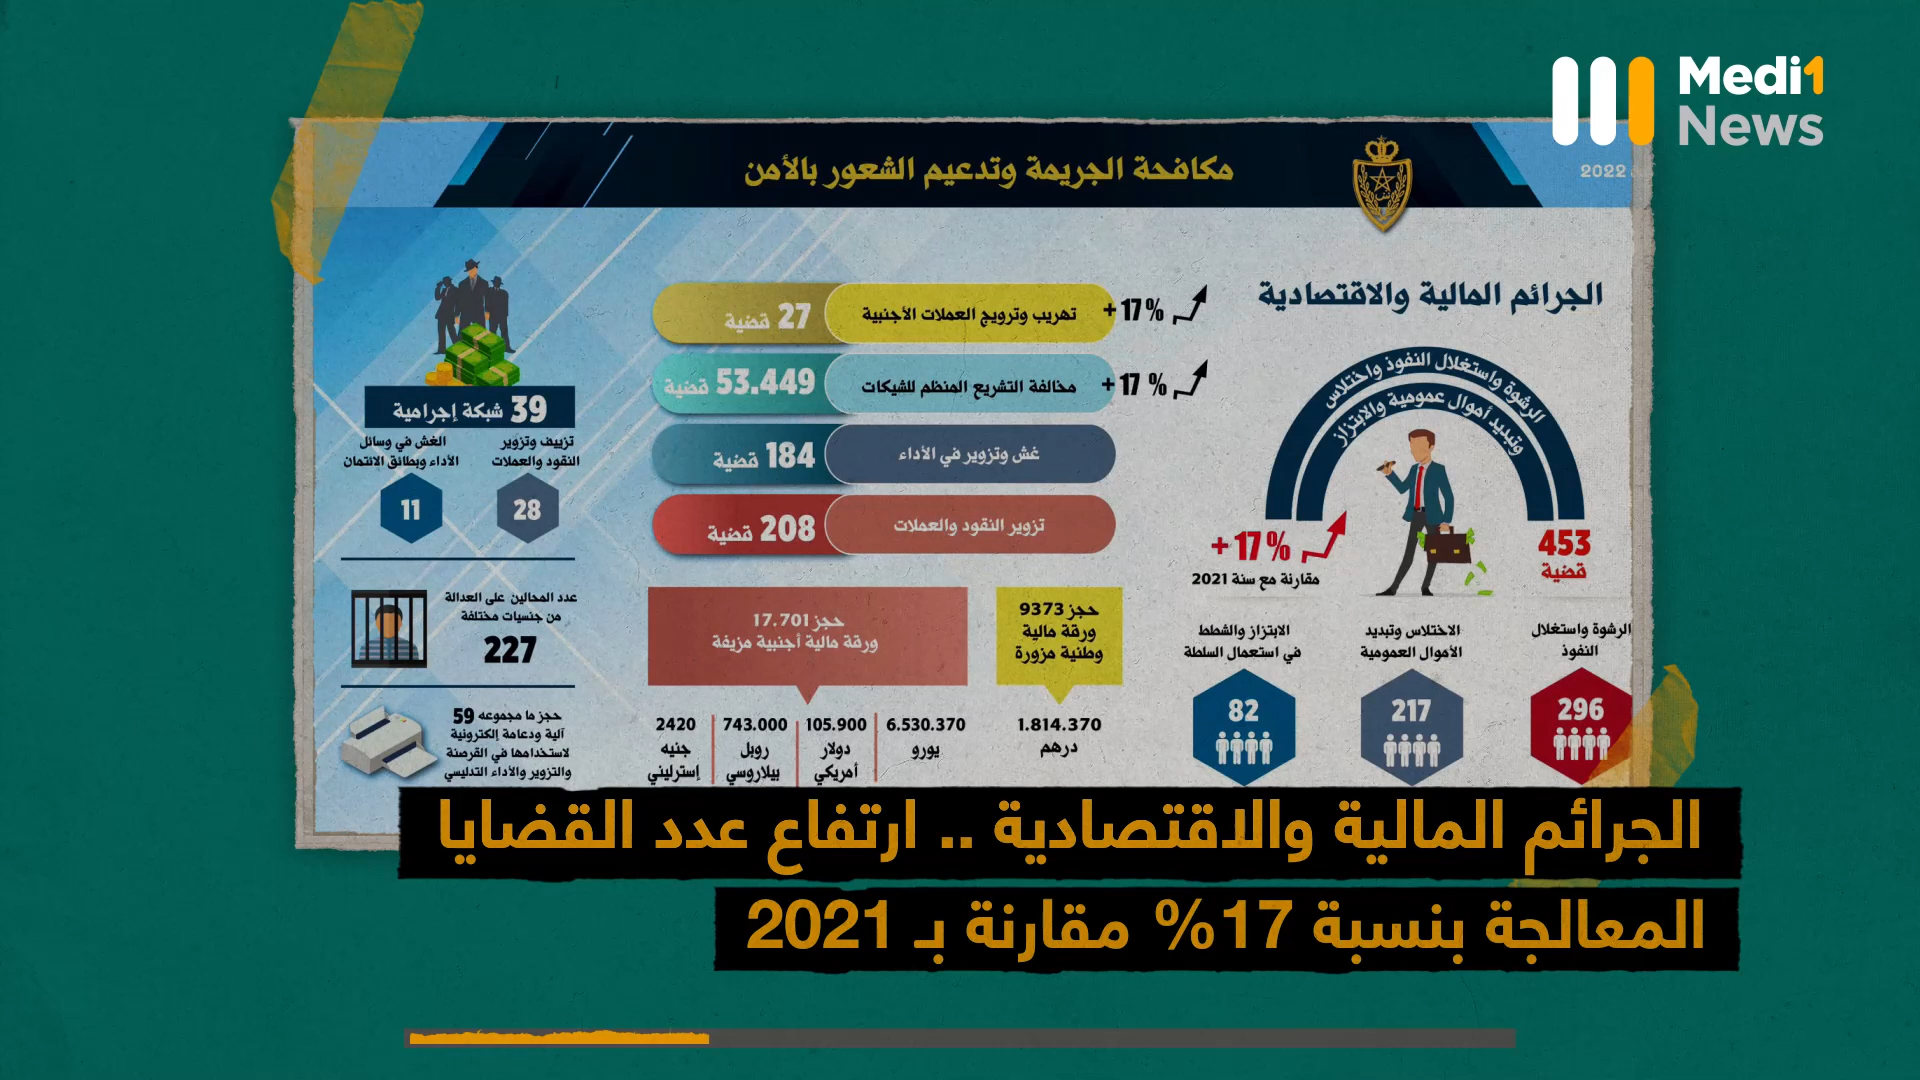 Medi1
News
2022
مكافحة الجريمة وتدعيم الشعور بالأمن
الجرائم المالية والاقتصادية
الرشوة واستغلال النفوذ واختلاس
وتبديد أموال عمومية والابتزاز
453
قضية
+17%
مقارنة مع سنة 2021
الرشوة واستغلال
النفوذ
296
الاختلاس وتبديد
الأموال العمومية
217
الابتزاز والشطط
في استعمال السلطة
82
+17%
تهريب وترويج العملات الأجنبية
27 قضية
+17 %
مخالفة التشريع المنظم للشيكات
53.449 قضية
غش وتزوير في الأداء
184 قضية
تزوير النقود والعملات
208 قضية
حجز 9373
ورقة مالية
وطنية مزورة
1.814.370
درهم
حجز 17.701
ورقة مالية أجنبية مزيفة
6.530.370
يورو
105.900
دولار
أمريكي
743.000
روبل
بيلاروسي
2420
جنيه
إسترليني
39 شبكة إجرامية
تزييف وتزوير
النقود والعملات
28
الغش في وسائل
الأداء وبطائق الائتمان
11
عدد المحالين على العدالة
من جنسيات مختلفة
227
حجز ما مجموعه 59
آلية ودعامة إلكترونية
لاستخدامها في القرصنة
والتزوير والأداء التدليسي
الجرائم المالية والاقتصادية .. ارتفاع عدد القضايا
المعالجة بنسبة 17% مقارنة بـ 2021